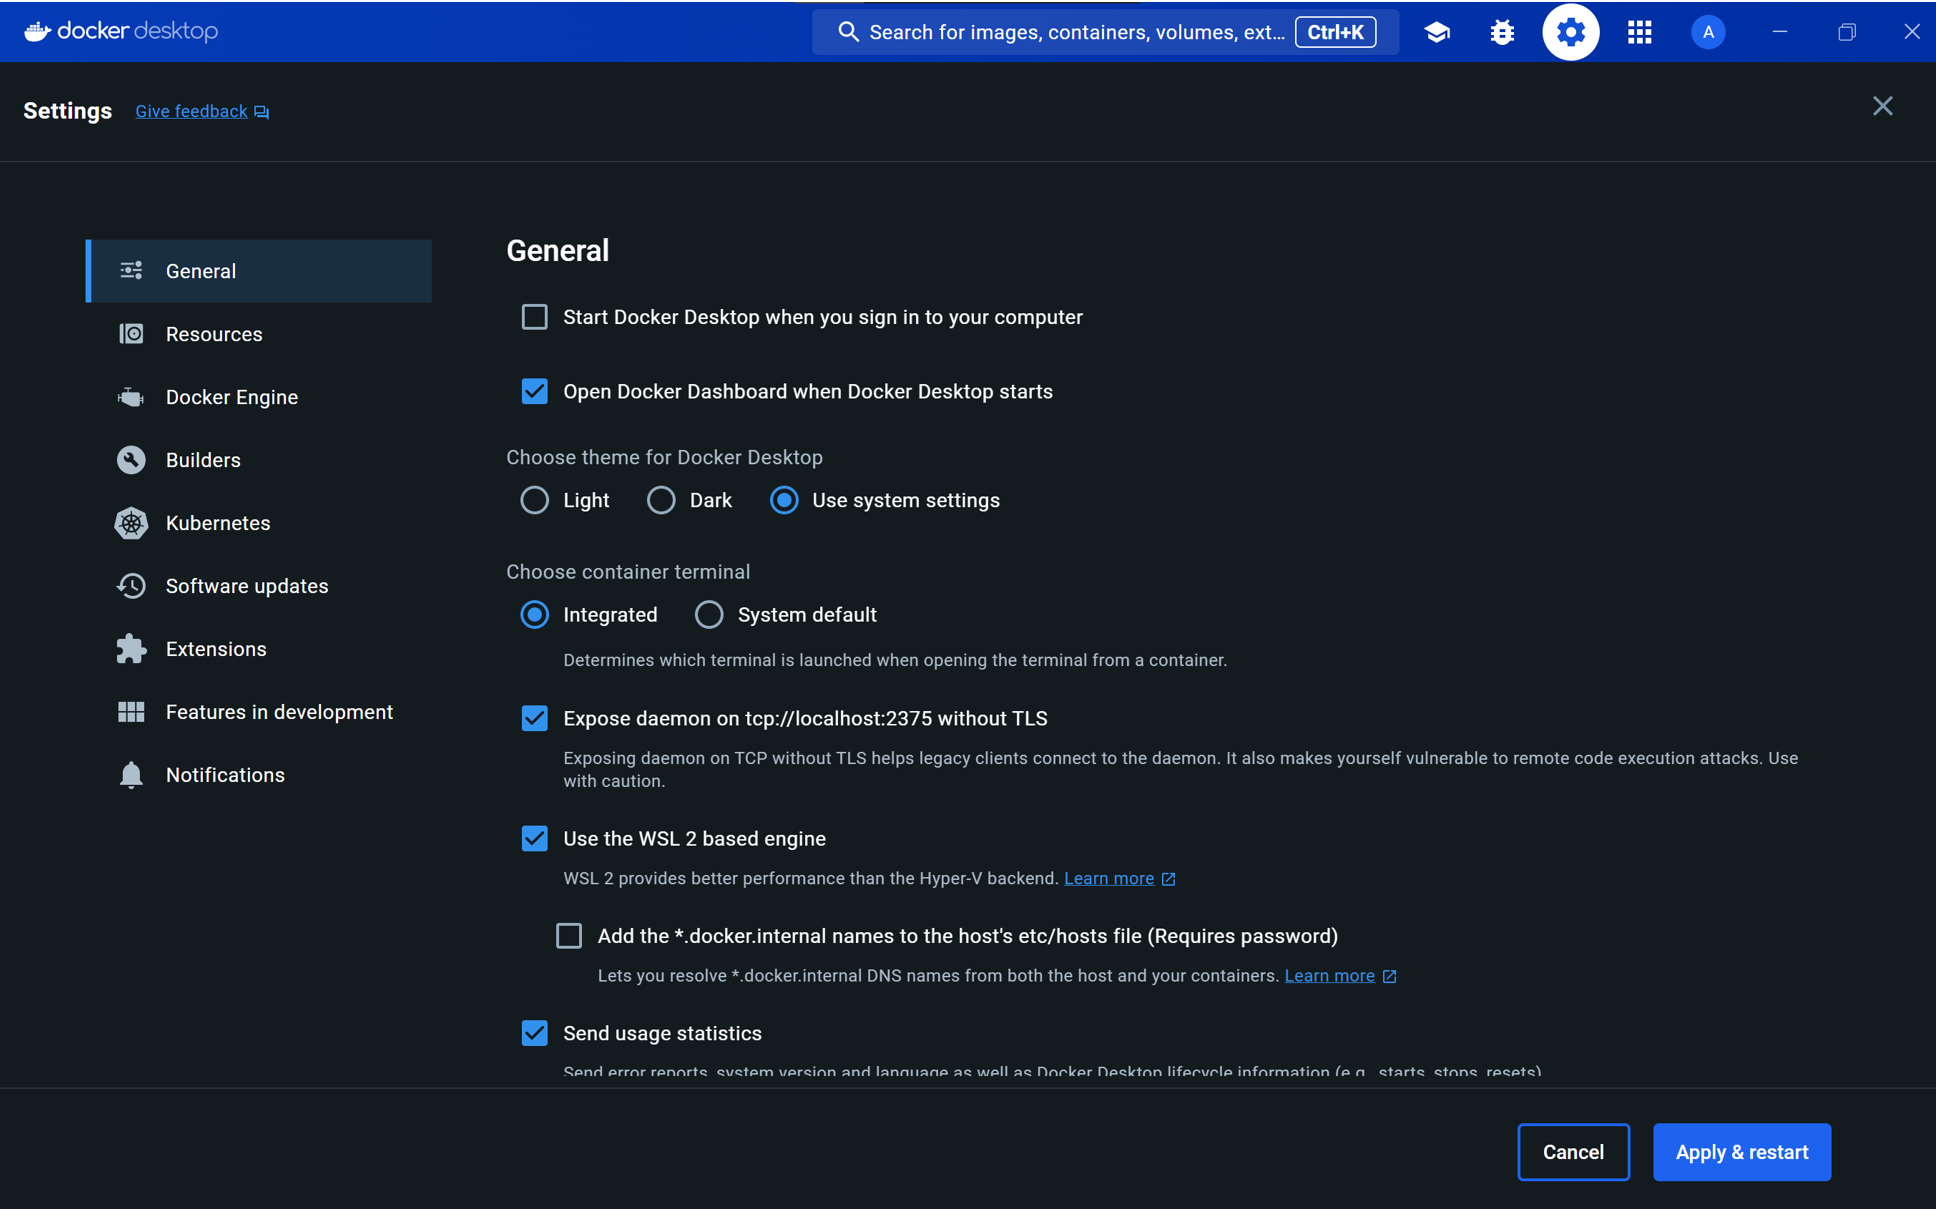 docker desktop
Search for images, containers, volumes, ext... Ctrl+K
A
Settings Give feedback
General
Resources
Docker Engine
Builders
Kubernetes
Software updates
Extensions
Features in development
Notifications
General
Start Docker Desktop when you sign in to your computer
Open Docker Dashboard when Docker Desktop starts
Choose theme for Docker Desktop
Light Dark Use system settings
Choose container terminal
Integrated System default
Determines which terminal is launched when opening the terminal from a container.
Expose daemon on tcp://localhost:2375 without TLS
Exposing daemon on TCP without TLS helps legacy clients connect to the daemon. It also makes yourself vulnerable to remote code execution attacks. Use
with caution.
Use the WSL 2 based engine
WSL 2 provides better performance than the Hyper-V backend. Learn more
Add the *.docker.internal names to the host's etc/hosts file (Requires password)
Lets you resolve *.docker.internal DNS names from both the host and your containers. Learn more
Send usage statistics
Send error reports, system version and language as well as Docker Desktop lifecycle information (e.g., starts, stops, resets).
Cancel Apply & restart